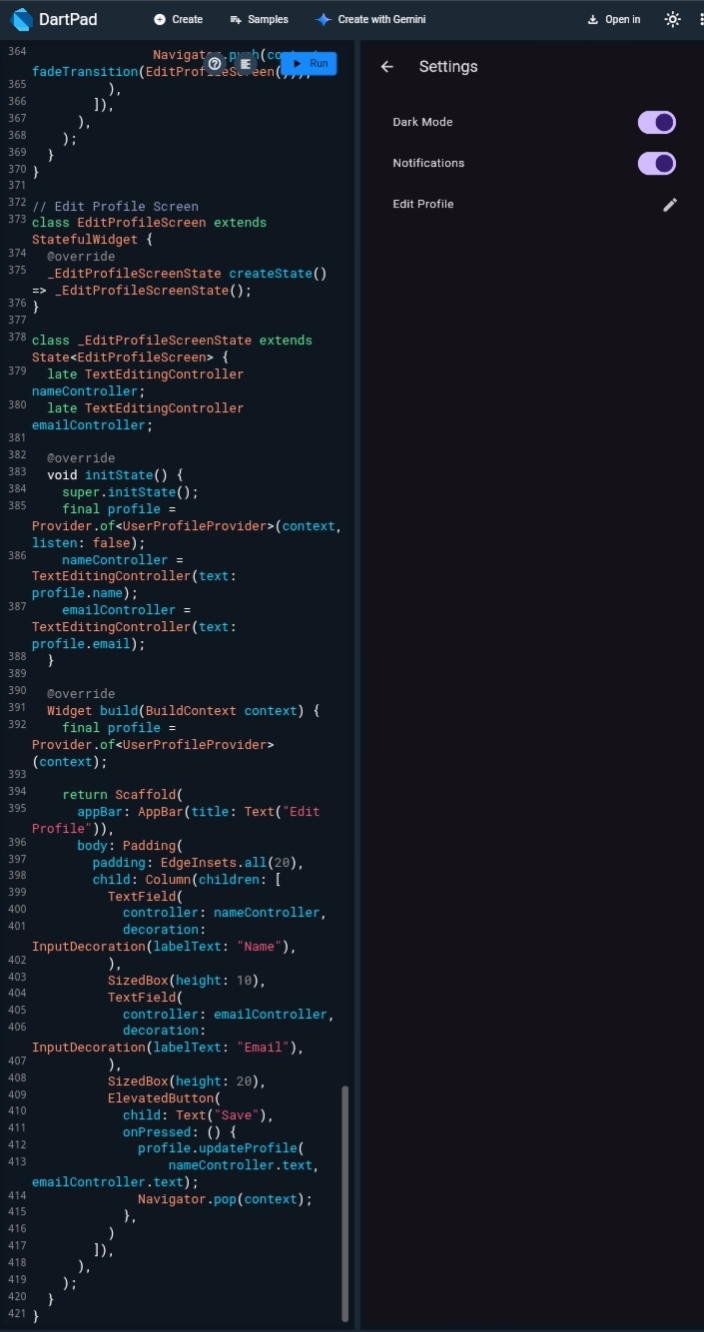 DartPad
Create
Samples
Create with Gemini
Open in
364 Navigator.push(
fadeTransition(EditProfileScreen()));
Run
365 ),
366 ]),
367 ),
368 );
369 }
370 }
371
372 // Edit Profile Screen
373 class EditProfileScreen extends
StatefulWidget {
374 @override
375 _EditProfileScreenState createState()
=> _EditProfileScreenState();
376 }
377
378 class _EditProfileScreenState extends
State<EditProfileScreen> {
379 late TextEditingController
nameController;
380 late TextEditingController
emailController;
381
382 @override
383 void initState() {
384 super.initState();
385 final profile =
Provider.of<UserProfileProvider>(context,
listen: false);
386 nameController =
TextEditingController(text:
profile.name);
387 emailController =
TextEditingController(text:
profile.email);
388 }
389
390 @override
391 Widget build(BuildContext context) {
392 final profile =
Provider.of<UserProfileProvider>
(context);
393
394 return Scaffold(
395 appBar: AppBar(title: Text("Edit
Profile")),
396 body: Padding(
397 padding: EdgeInsets.all(20),
398 child: Column(children: [
399 TextField(
400 controller: nameController,
401 decoration:
InputDecoration(labelText: "Name"),
402 ),
403 SizedBox(height: 10),
404 TextField(
405 controller: emailController,
406 decoration:
InputDecoration(labelText: "Email"),
407 ),
408 SizedBox(height: 20),
409 ElevatedButton(
410 child: Text("Save"),
411 onPressed: () {
412 profile.updateProfile(
413 nameController.text,
emailController.text);
414 Navigator.pop(context);
415 },
416 )
417 ]),
418 ),
419 );
420 }
421 }
Settings
Dark Mode
Notifications
Edit Profile